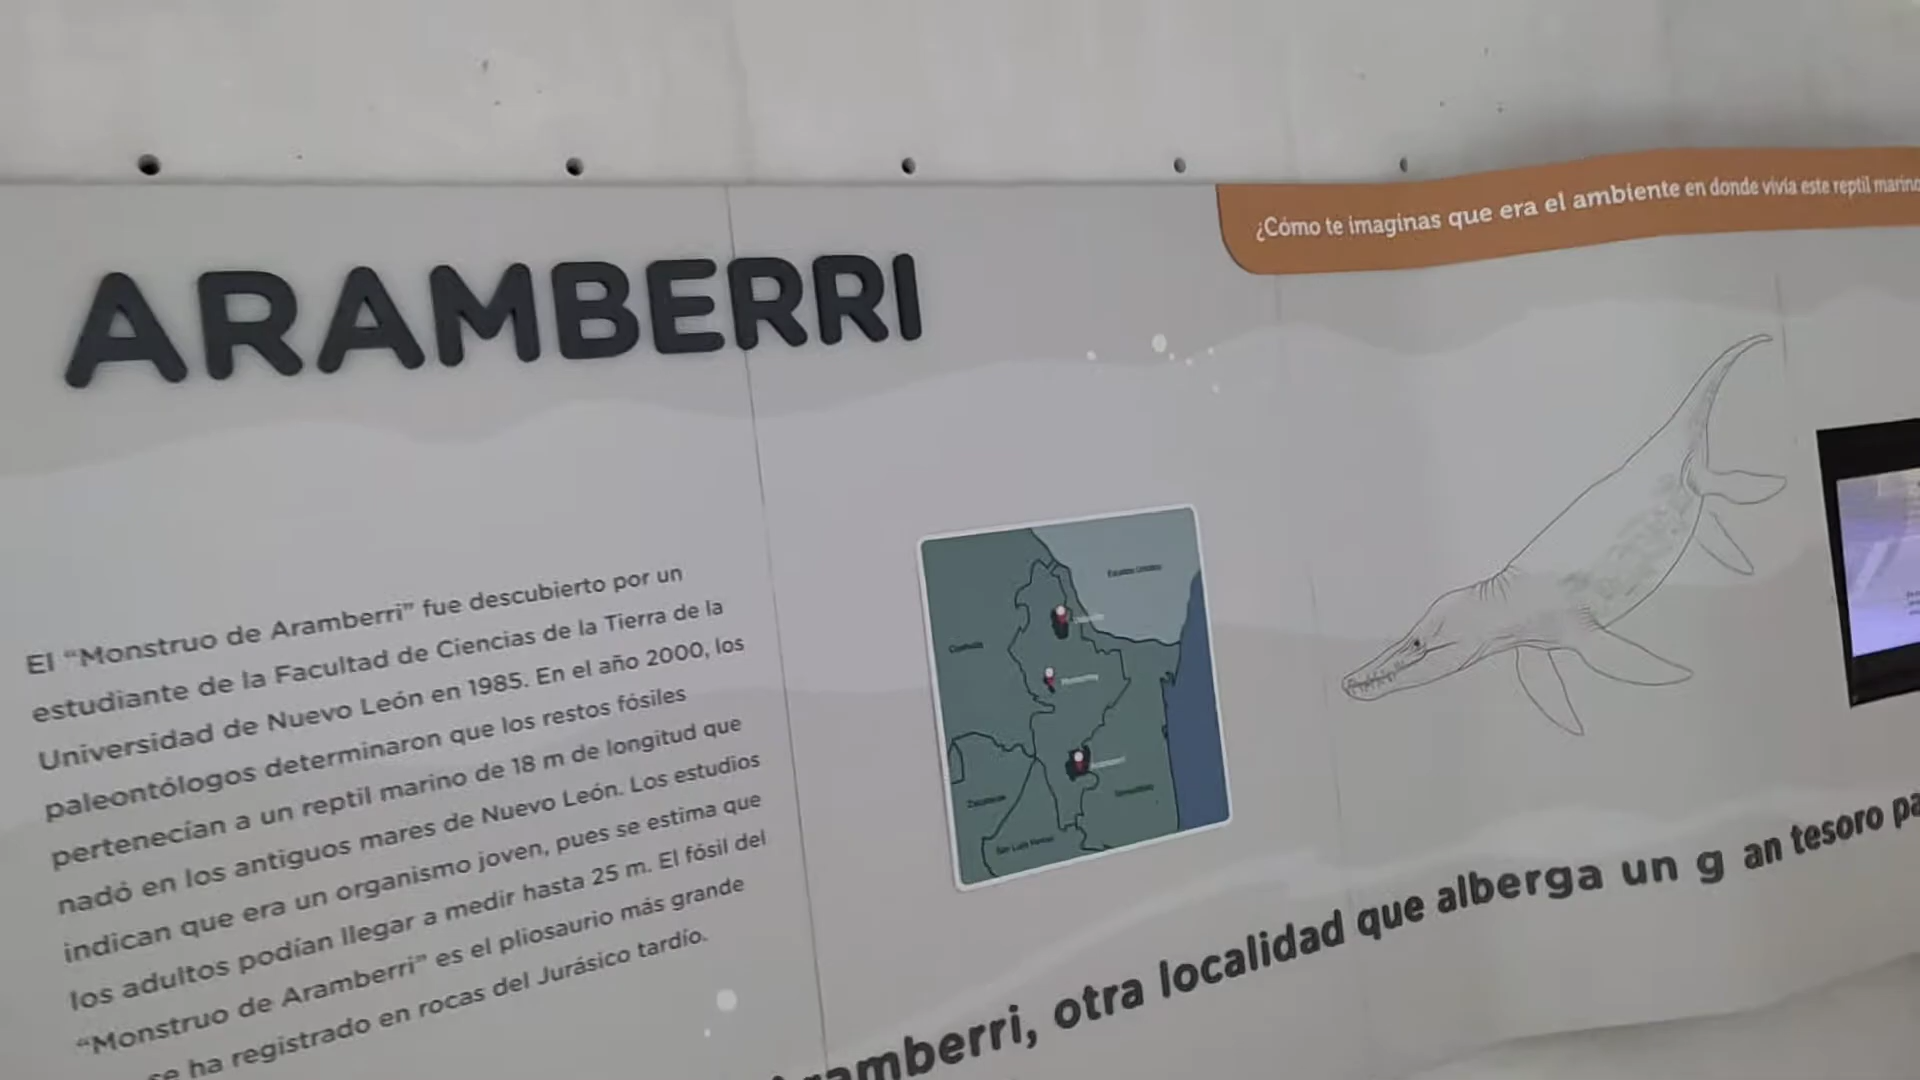 ¿Cómo te imaginas que era el ambiente en donde vivía este reptil marino
ARAMBERRI
El “Monstruo de Aramberri” fue descubierto por un
estudiante de la Facultad de Ciencias de la Tierra de la
Universidad de Nuevo León en 1985. En el año 2000, los
paleontólogos determinaron que los restos fósiles
pertenecían a un reptil marino de 18 m de longitud que
nadó en los antiguos mares de Nuevo León. Los estudios
indican que era un organismo joven, pues se estima que
los adultos podían llegar a medir hasta 25 m. El fósil del
“Monstruo de Aramberri” es el pliosaurio más grande
se ha registrado en rocas del Jurásico tardío.
Estados Unidos
Coahuila
Monterrey
Zacatecas
Tamaulipas
San Luis Potosí
ramberri, otra localidad que alberga un g an tesoro pa